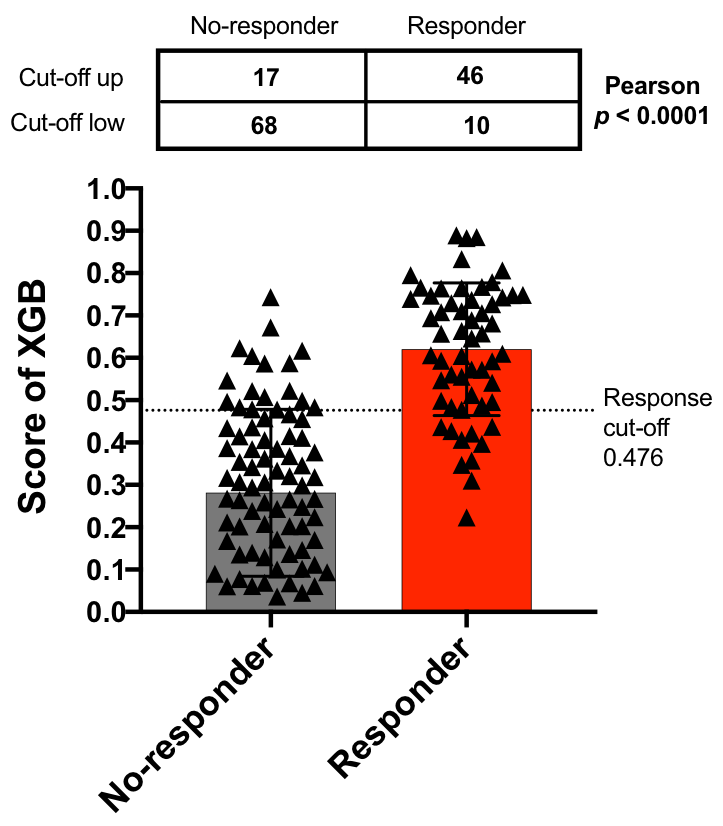 No-responder Responder
Cut-off up 17 46
Cut-off low 68 10
Pearson
p < 0.0001
1.0
0.9
0.8
0.7
0.6
0.5
0.4
0.3
0.2
0.1
0.0
Score of XGB
Response
cut-off
0.476
No-responder
Responder